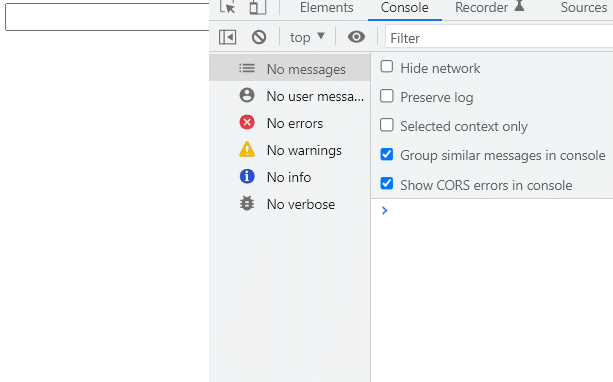 Elements Console Recorder Sources
top Filter
No messages
No user messa...
No errors
No warnings
No info
No verbose
Hide network
Preserve log
Selected context only
Group similar messages in console
Show CORS errors in console